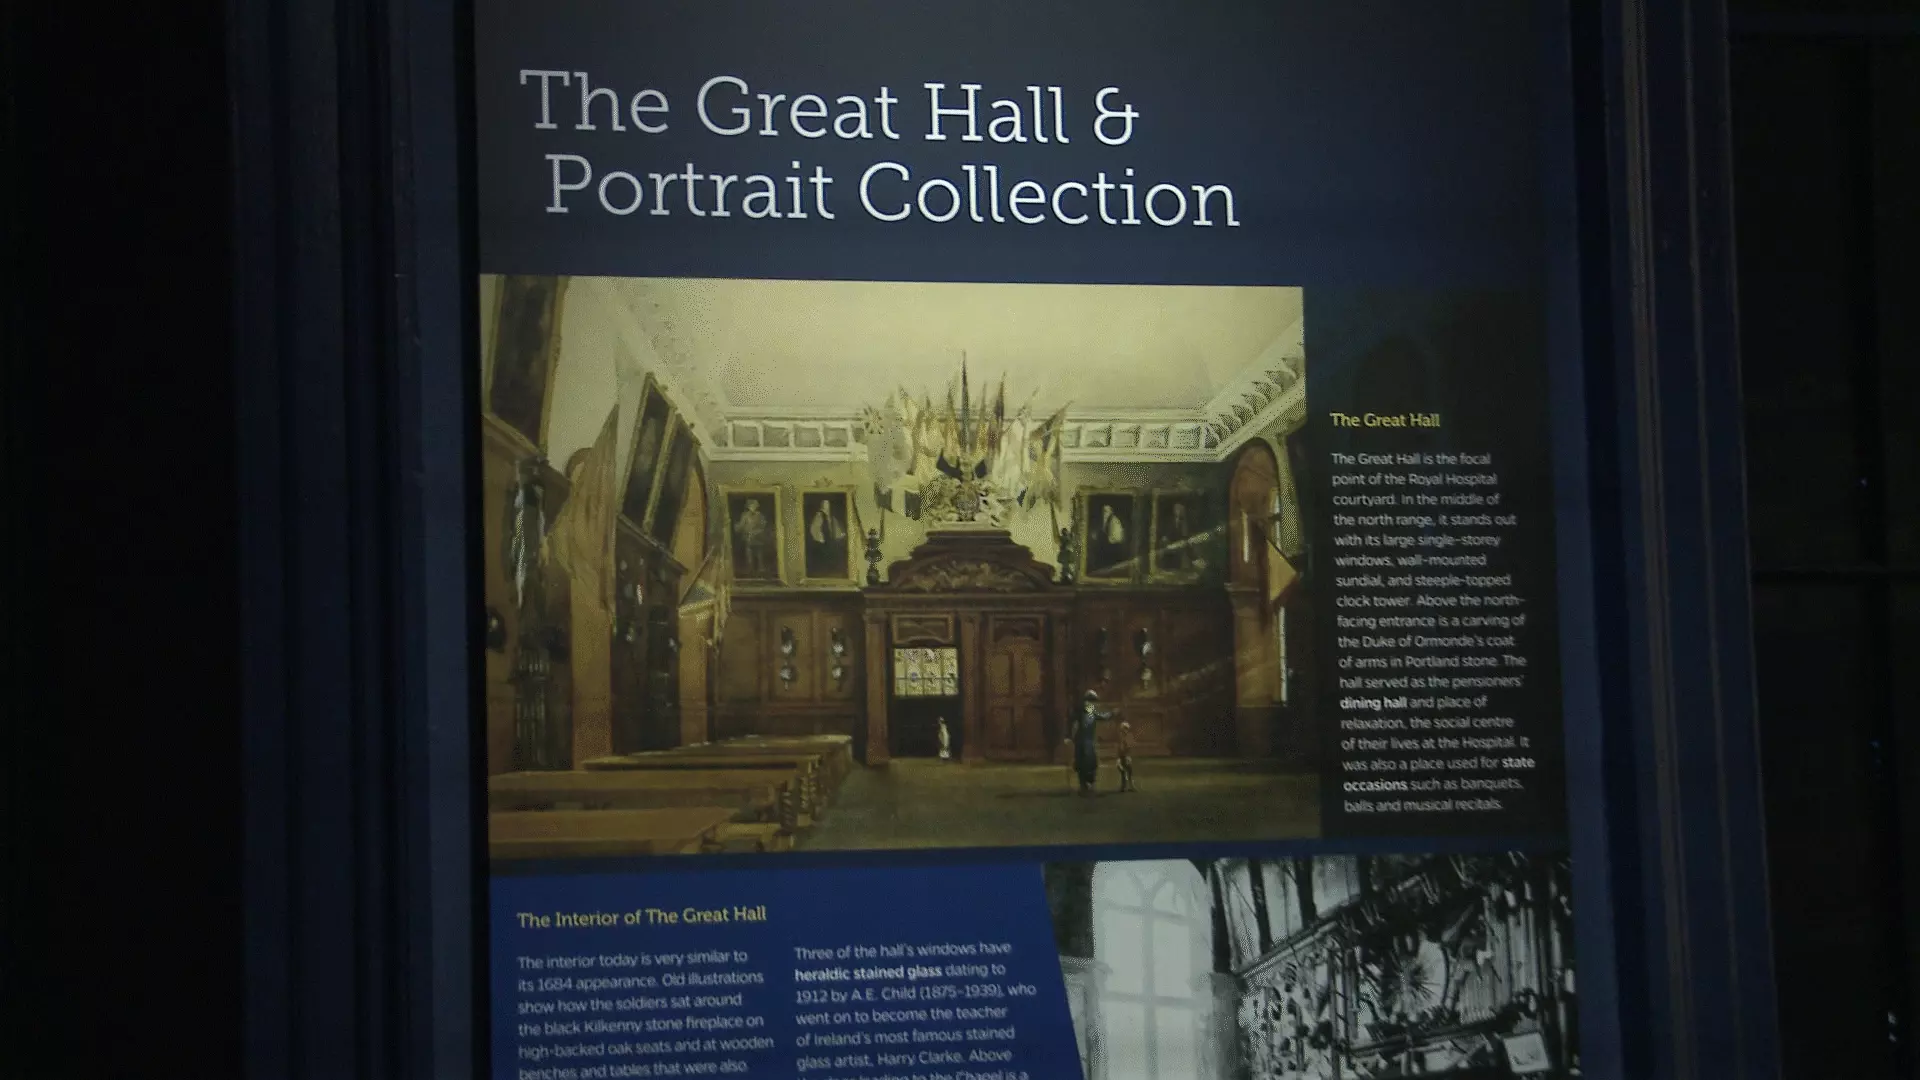 The Great Hall &
Portrait Collection
The Great Hall
The Great Hall is the focal
point of the Royal Hospital
courtyard. In the middle of
the north range, it stands out
with its large single-storey
windows, wall-mounted
sundial, and steeple-topped
clock tower. Above the north-
facing entrance is a carving of
the Duke of Ormonde's coat
of arms in Portland stone. The
hall served as the pensioners'
dining hall and place of
relaxation, the social centre
of their lives at the Hospital. It
was also a place used for state
occasions such as banquets,
balls and musical recitals.
The Interior of The Great Hall
The interior today is very similar to
its 1684 appearance. Old illustrations
show how the soldiers sat around
the black Kilkenny stone fireplace on
high-backed oak seats and at wooden
benches and tables that were also
Three of the hall's windows have
heraldic stained glass dating to
1912 by A.E. Child (1875-1939), who
went on to become the teacher
of Ireland's most famous stained
glass artist, Harry Clarke. Above
leading to the Chapel is a